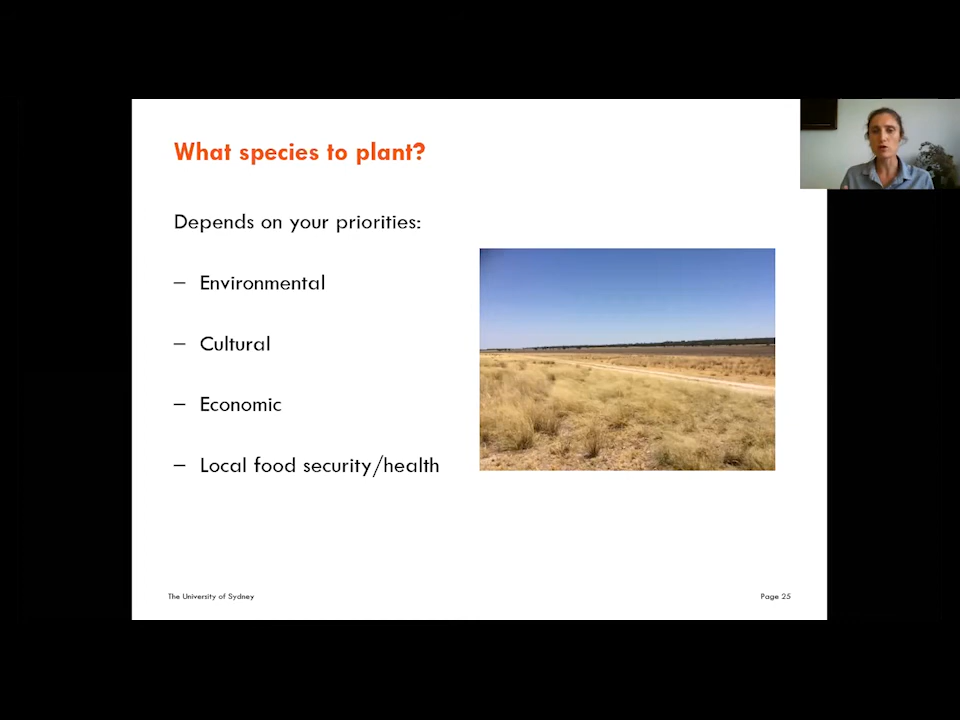 What species to plant?
Depends on your priorities:
– Environmental
– Cultural
– Economic
– Local food security/health
The University of Sydney
Page 25